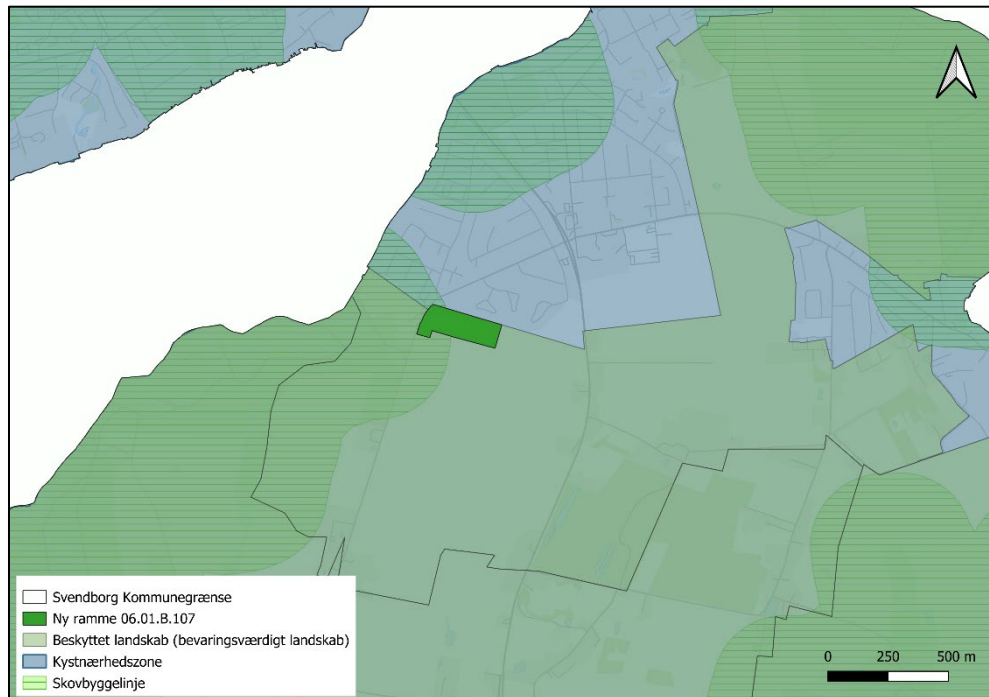 Svendborg Kommunegrænse
Ny ramme 06.01.B.107
Beskyttet landskab (bevaringsværdigt landskab)
Kystnærhedszone
Skovbyggelinje
0 250 500 m